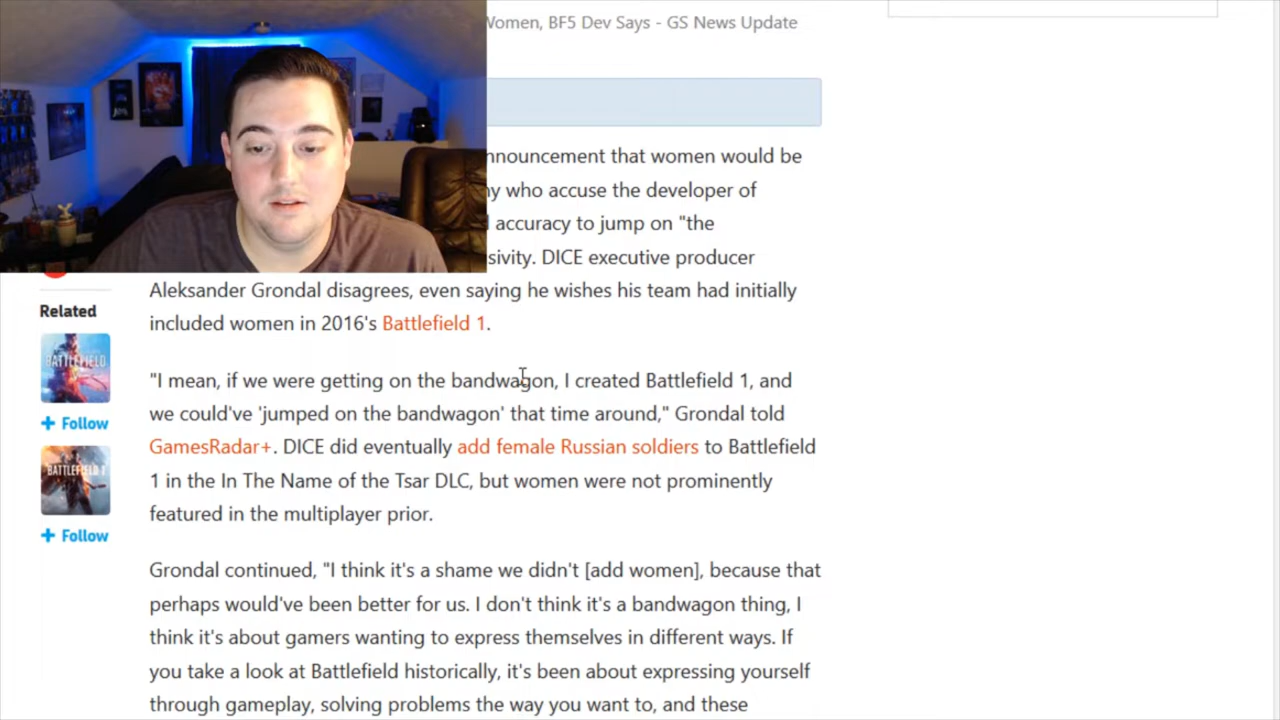 Women, BF5 Dev Says - GS News Update
announcement that women would be
who accuse the developer of
accuracy to jump on "the
DICE executive producer
Aleksander Grondal disagrees, even saying he wishes his team had initially
included women in 2016's Battlefield 1.
Related
BATTLEFIELD
+ Follow
BATTLEFIELD 1
+ Follow
"I mean, if we were getting on the bandwagon, I created Battlefield 1, and
we could've 'jumped on the bandwagon' that time around," Grondal told
GamesRadar+. DICE did eventually add female Russian soldiers to Battlefield
1 in the In The Name of the Tsar DLC, but women were not prominently
featured in the multiplayer prior.
Grondal continued, "I think it's a shame we didn't [add women], because that
perhaps would've been better for us. I don't think it's a bandwagon thing, I
think it's about gamers wanting to express themselves in different ways. If
you take a look at Battlefield historically, it's been about expressing yourself
through gameplay, solving problems the way you want to, and these